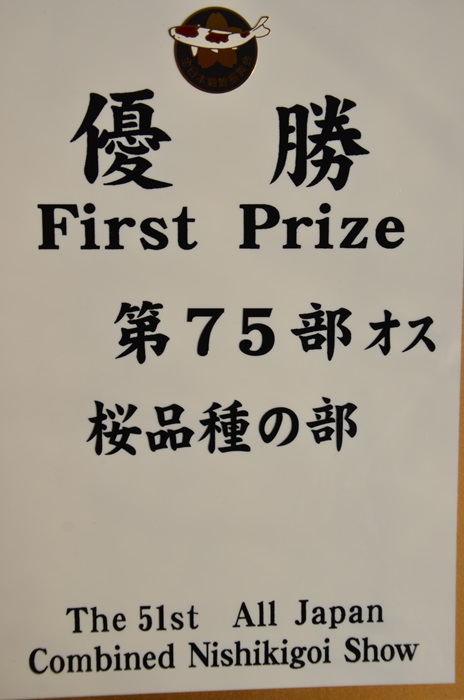 優勝
First Prize
第75部オス
桜品種の部
The 51st All Japan
Combined Nishikigoi Show